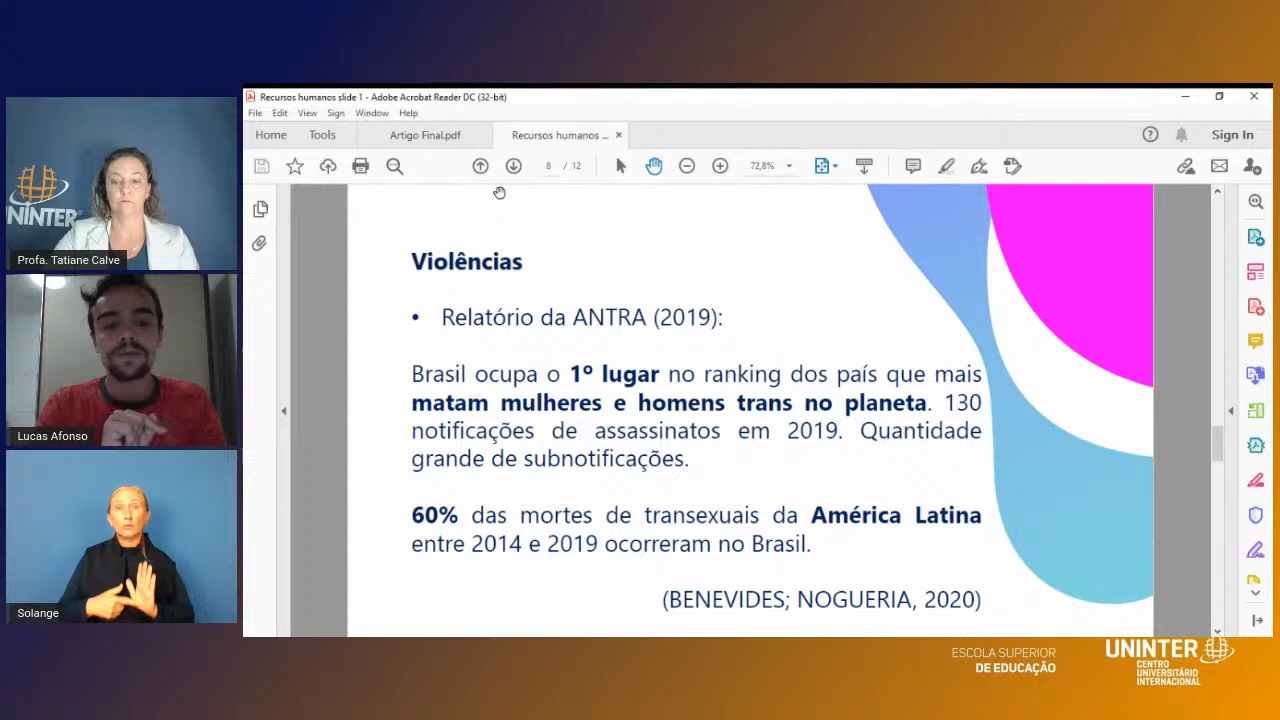 UNINTER
Profa. Tatiane Calve
Lucas Afonso
Solange
Recursos humanos slide 1 - Adobe Acrobat Reader DC (32-bit)
File Edit View Sign Window Help
Home Tools Artigo Final.pdf Recursos humanos ... × Sign In
8 / 12 72,8%
Violências
• Relatório da ANTRA (2019):
Brasil ocupa o 1º lugar no ranking dos país que mais
matam mulheres e homens trans no planeta. 130
notificações de assassinatos em 2019. Quantidade
grande de subnotificações.
60% das mortes de transexuais da América Latina
entre 2014 e 2019 ocorreram no Brasil.
(BENEVIDES; NOGUERIA, 2020)
ESCOLA SUPERIOR
DE EDUCAÇÃO
UNINTER
CENTRO
UNIVERSITÁRIO
INTERNACIONAL